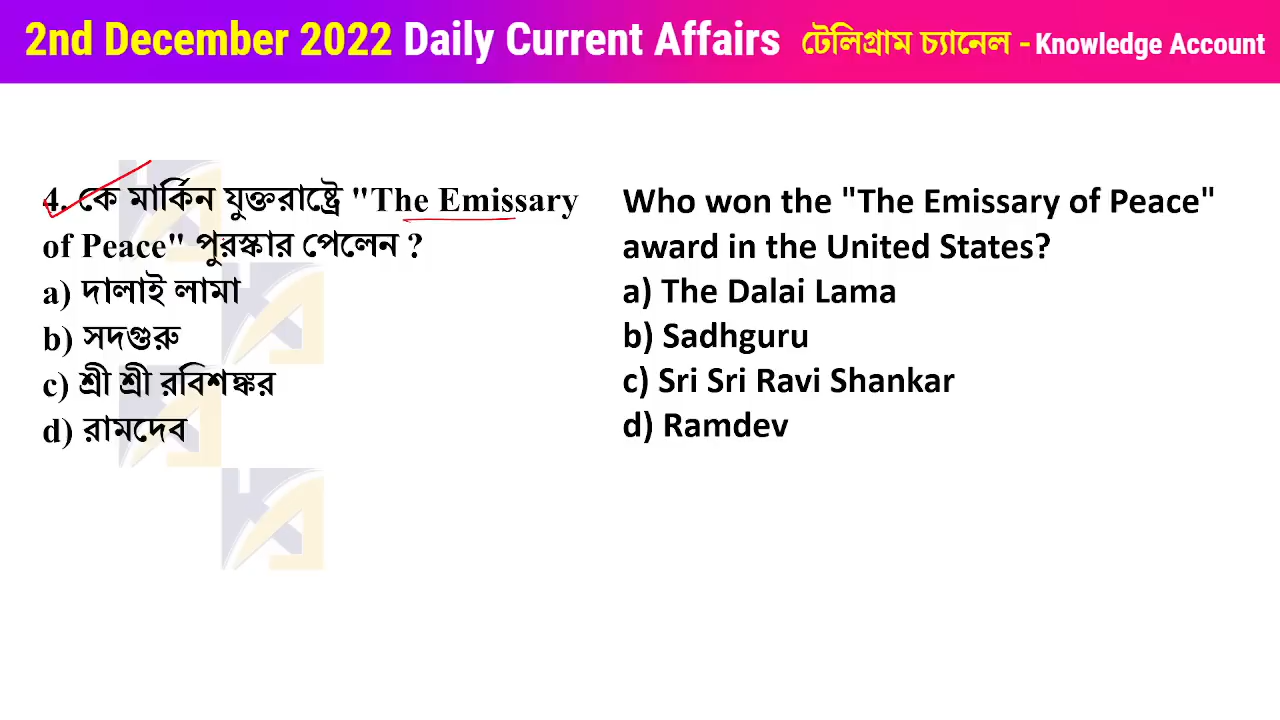 2nd December 2022 Daily Current Affairs টেলিগ্রাম চ্যানেল - Knowledge Account
4. কে মার্কিন যুক্তরাষ্ট্রে "The Emissary
of Peace" পুরস্কার পেলেন ?
a) দালাই লামা
b) সদগুরু
c) শ্রী শ্রী রবিশঙ্কর
d) রামদেব
Who won the "The Emissary of Peace"
award in the United States?
a) The Dalai Lama
b) Sadhguru
c) Sri Sri Ravi Shankar
d) Ramdev